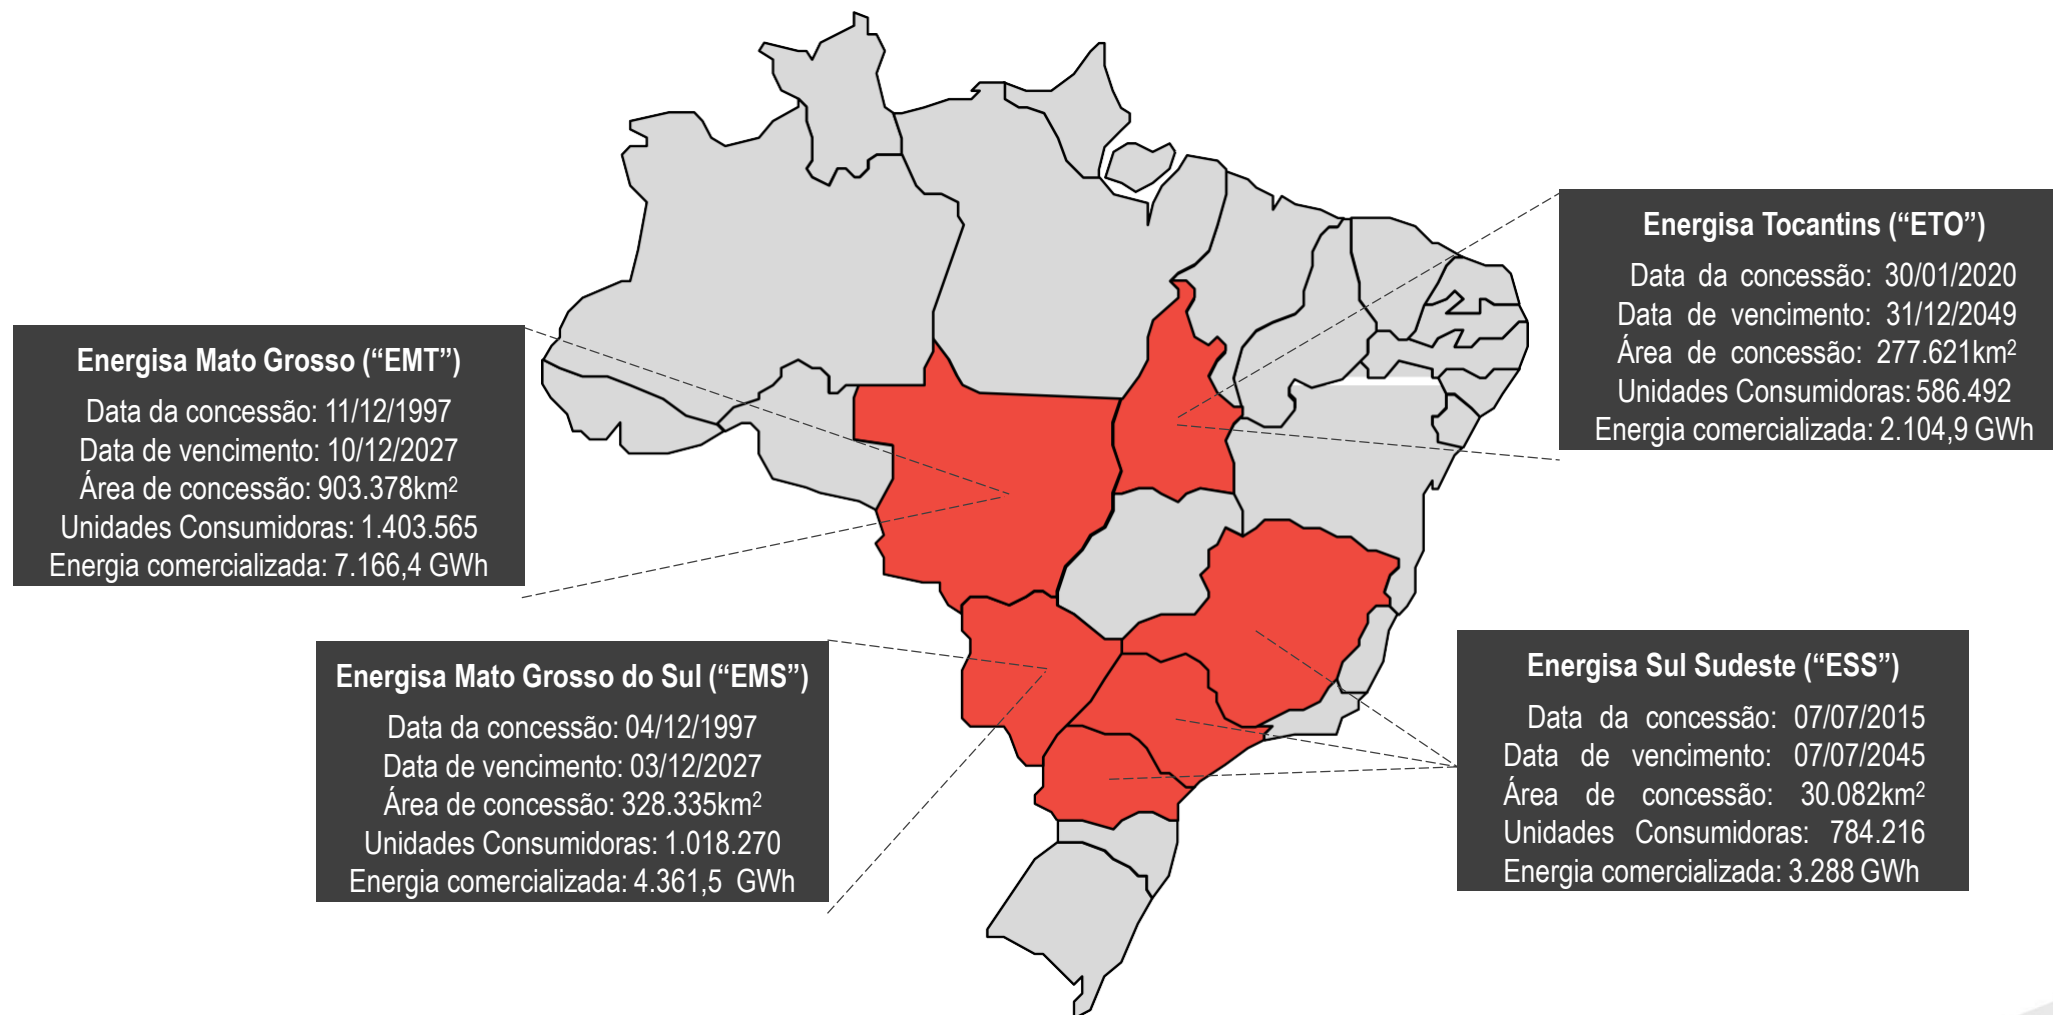 Energisa Tocantins (“ETO”)
Data da concessão: 30/01/2020
Data de vencimento: 31/12/2049
Área de concessão: 277.621km²
Unidades Consumidoras: 586.492
Energia comercializada: 2.104,9 GWh
Energisa Mato Grosso (“EMT”)
Data da concessão: 11/12/1997
Data de vencimento: 10/12/2027
Área de concessão: 903.378km²
Unidades Consumidoras: 1.403.565
Energia comercializada: 7.166,4 GWh
Energisa Mato Grosso do Sul (“EMS”)
Data da concessão: 04/12/1997
Data de vencimento: 03/12/2027
Área de concessão: 328.335km²
Unidades Consumidoras: 1.018.270
Energia comercializada: 4.361,5 GWh
Energisa Sul Sudeste (“ESS”)
Data da concessão: 07/07/2015
Data de vencimento: 07/07/2045
Área de concessão: 30.082km²
Unidades Consumidoras: 784.216
Energia comercializada: 3.288 GWh